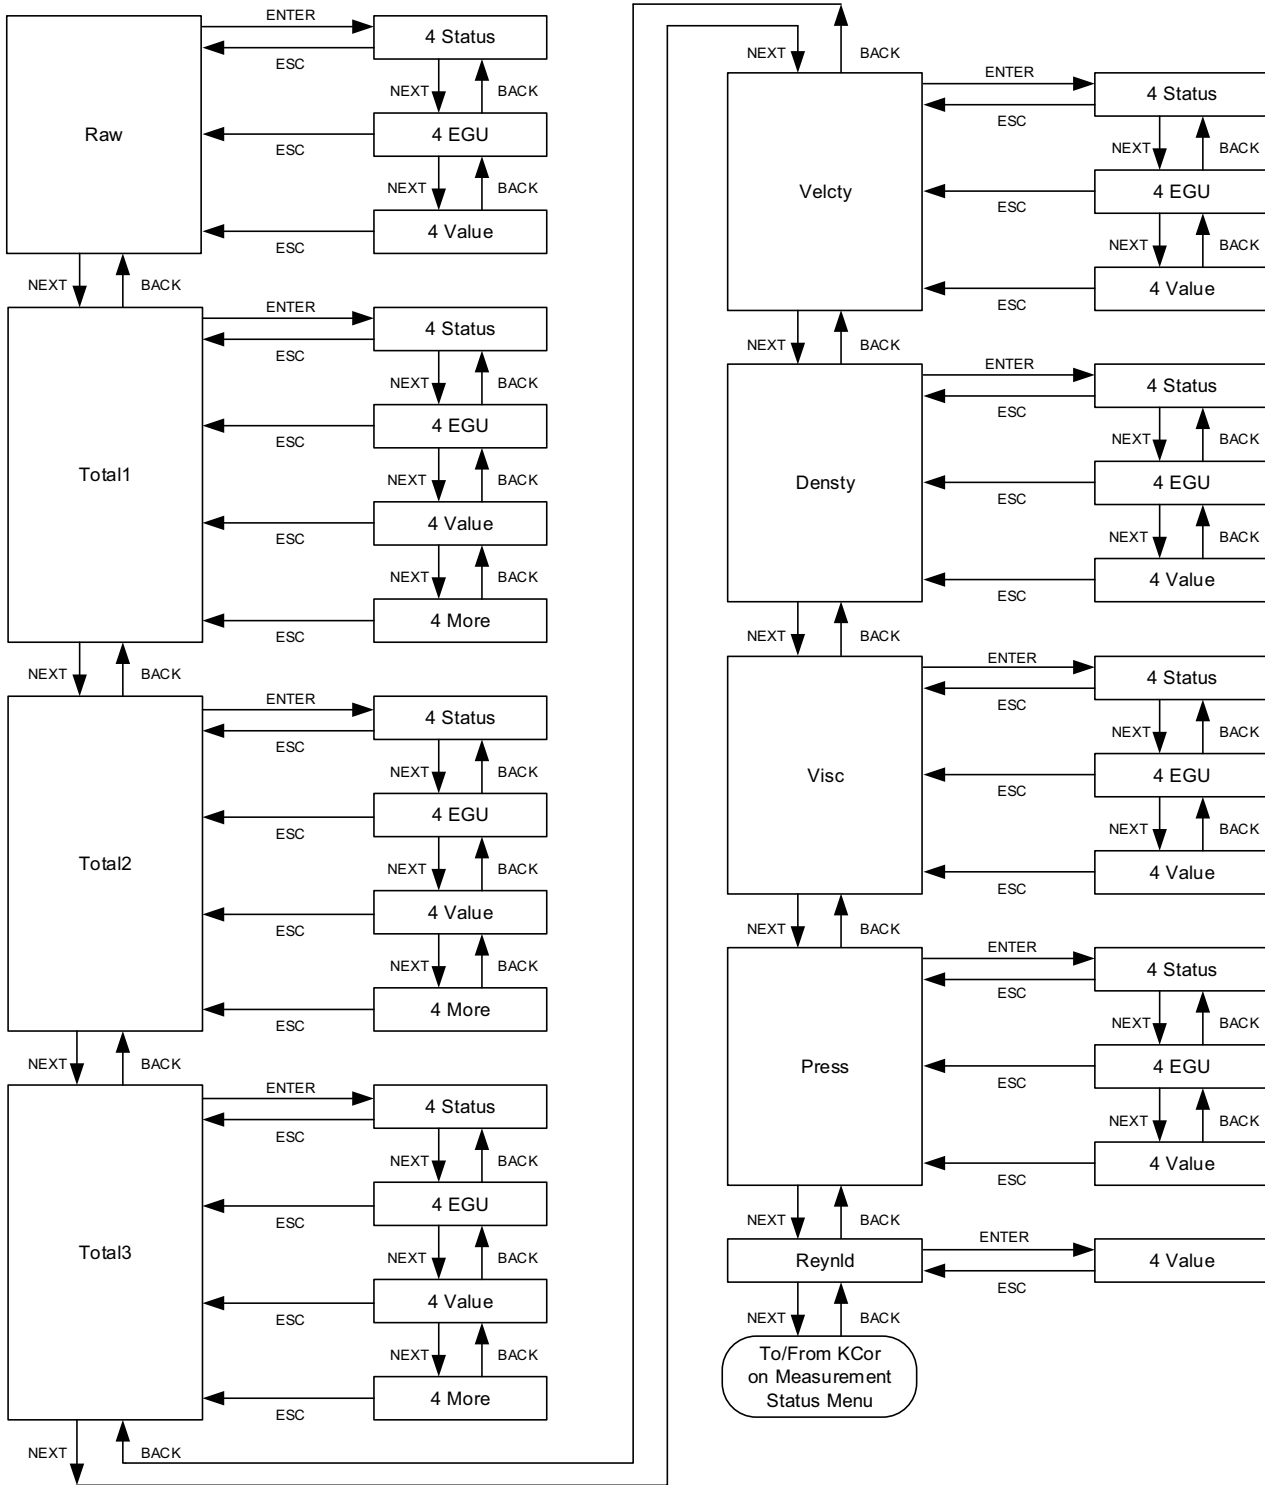 ENTER
4 Status
ESC
NEXT
BACK
Raw
4 EGU
ESC
NEXT
BACK
4 Value
ESC
NEXT
BACK
ENTER
4 Status
ESC
NEXT
BACK
4 EGU
ESC
Total1
NEXT
BACK
4 Value
ESC
NEXT
BACK
4 More
ESC
NEXT
BACK
ENTER
4 Status
ESC
NEXT
BACK
4 EGU
ESC
Total2
NEXT
BACK
4 Value
ESC
NEXT
BACK
4 More
ESC
NEXT
BACK
ENTER
4 Status
ESC
NEXT
BACK
4 EGU
ESC
Total3
NEXT
BACK
4 Value
ESC
NEXT
BACK
4 More
ESC
NEXT
BACK
NEXT
BACK
ENTER
4 Status
ESC
NEXT
BACK
Velcty
4 EGU
ESC
NEXT
BACK
4 Value
ESC
NEXT
BACK
ENTER
4 Status
ESC
NEXT
BACK
Densty
4 EGU
ESC
NEXT
BACK
4 Value
ESC
NEXT
BACK
ENTER
4 Status
ESC
NEXT
BACK
Visc
4 EGU
ESC
NEXT
BACK
4 Value
ESC
NEXT
BACK
ENTER
4 Status
ESC
NEXT
BACK
Press
4 EGU
ESC
NEXT
BACK
4 Value
ESC
NEXT
BACK
ENTER
Reynld
4 Value
ESC
NEXT
BACK
To/From KCor
on Measurement
Status Menu